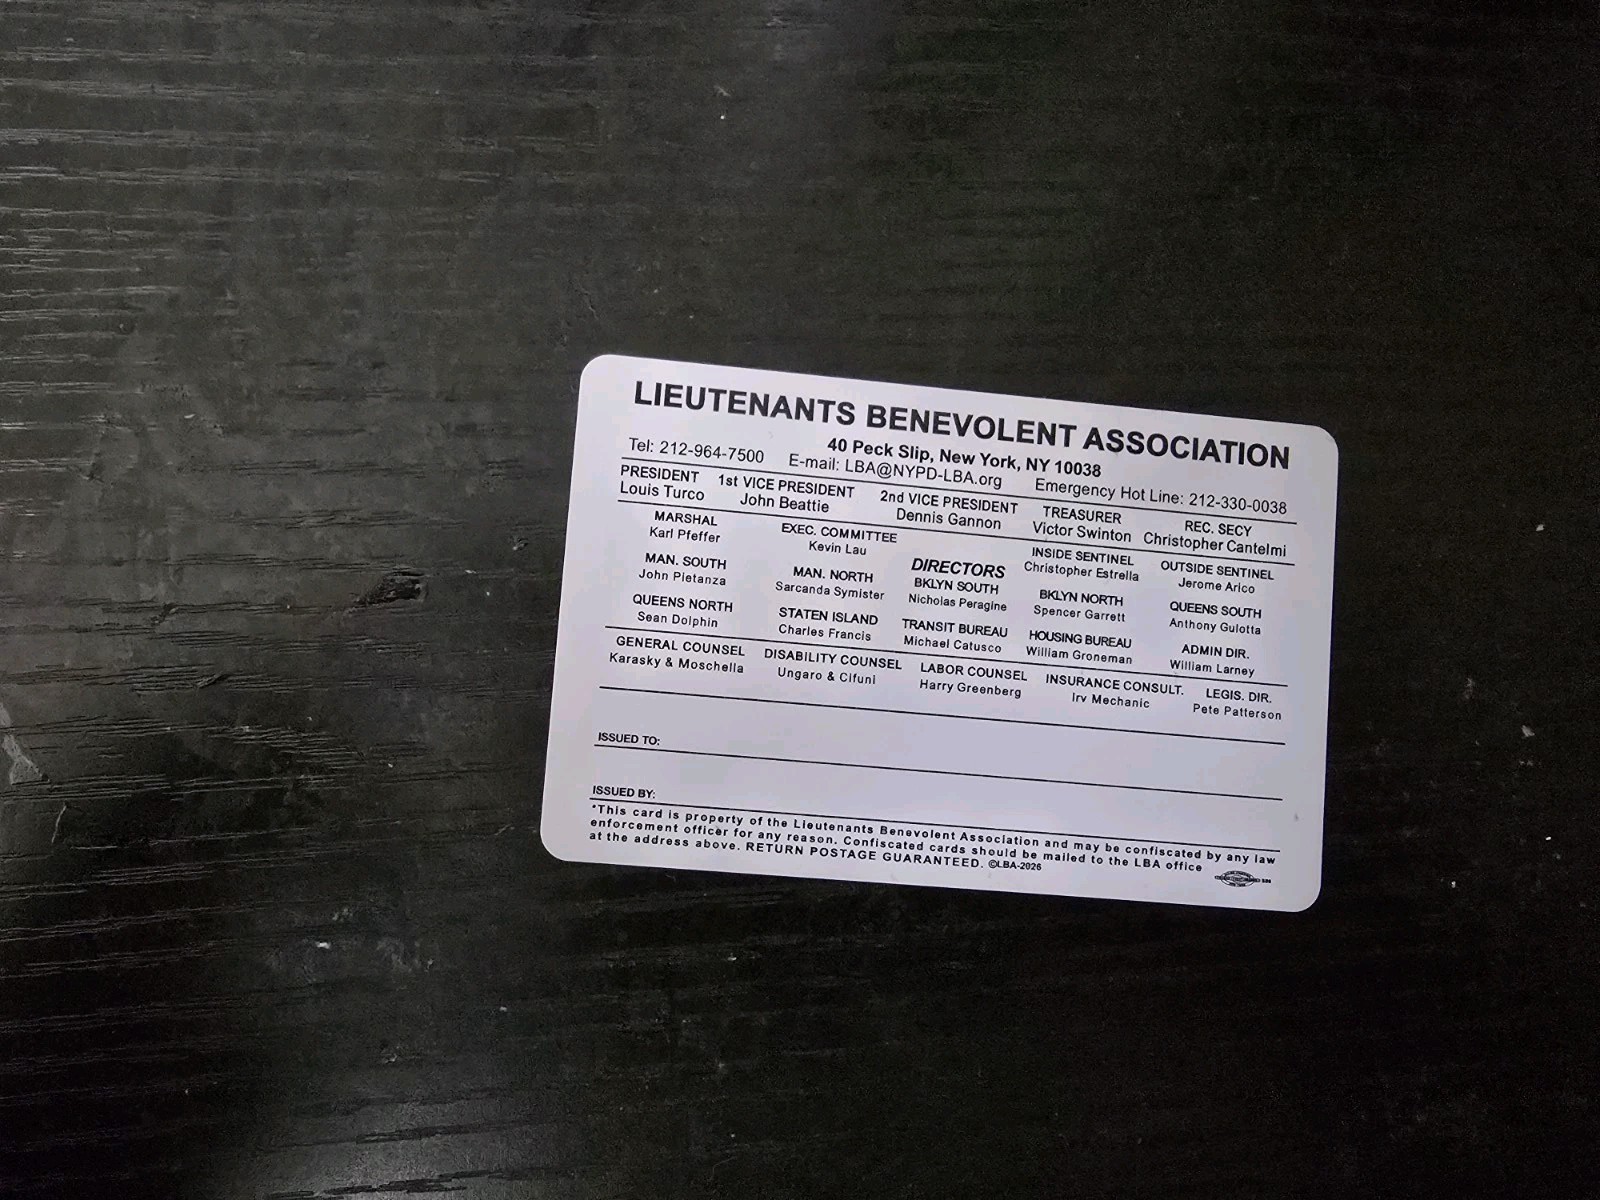 LIEUTENANTS BENEVOLENT ASSOCIATION
40 Peck Slip, New York, NY 10038
Tel: 212-964-7500 E-mail: LBA@NYPD-LBA.org Emergency Hot Line: 212-330-0038
PRESIDENT 1st VICE PRESIDENT 2nd VICE PRESIDENT TREASURER REC. SECY
Louis Turco John Beattie Dennis Gannon Victor Swinton Christopher Cantelmi
MARSHAL EXEC. COMMITTEE INSIDE SENTINEL OUTSIDE SENTINEL
Karl Pfeffer Kevin Lau Christopher Estrella Jerome Arico
DIRECTORS
MAN. SOUTH MAN. NORTH BKLYN SOUTH BKLYN NORTH QUEENS SOUTH
John Pietanza Sarcanda Symister Nicholas Peragine Spencer Garrett Anthony Gulotta
QUEENS NORTH STATEN ISLAND TRANSIT BUREAU HOUSING BUREAU ADMIN DIR.
Sean Dolphin Charles Francis Michael Catusco William Groneman William Larney
GENERAL COUNSEL DISABILITY COUNSEL LABOR COUNSEL INSURANCE CONSULT. LEGIS. DIR.
Karasky & Moschella Ungaro & Cifuni Harry Greenberg Irv Mechanic Pete Patterson
ISSUED TO:
ISSUED BY:
*This card is property of the Lieutenants Benevolent Association and may be confiscated by any law
enforcement officer for any reason. Confiscated cards should be mailed to the LBA office
at the address above. RETURN POSTAGE GUARANTEED. ©LBA-2026